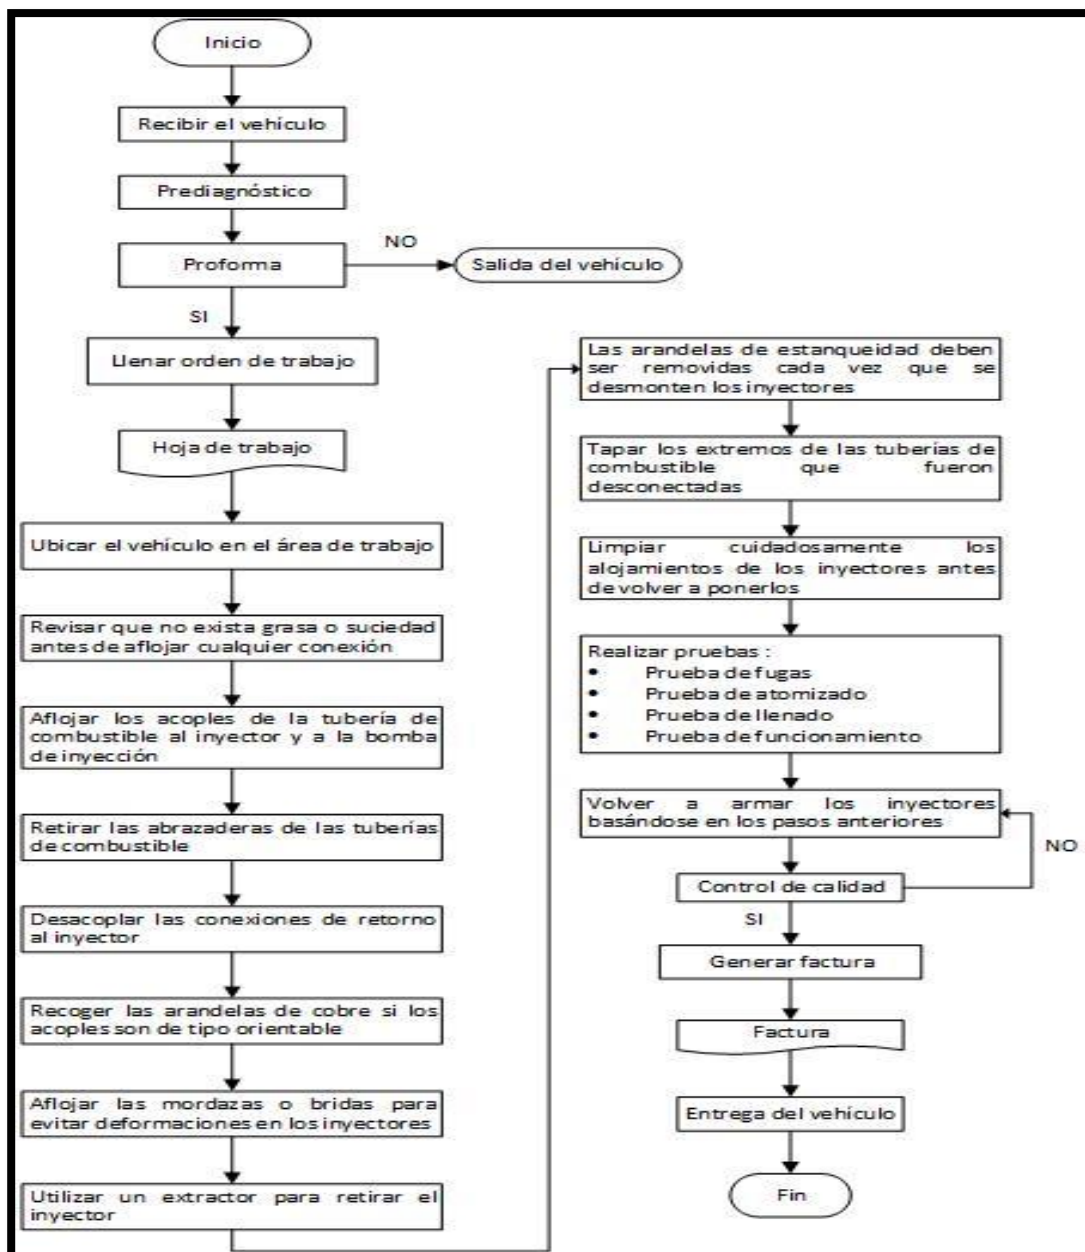 Inicio
Recibir el vehículo
Prediagnóstico
Proforma
NO
Salida del vehículo
SI
Llenar orden de trabajo
Hoja de trabajo
Ubicar el vehículo en el área de trabajo
Revisar que no exista grasa o suciedad
antes de aflojar cualquier conexión
Aflojar los acoples de la tubería de
combustible al inyector y a la bomba
de inyección
Retirar las abrazaderas de las tuberías
de combustible
Desacoplar las conexiones de retorno
al inyector
Recoger las arandelas de cobre si los
acoples son de tipo orientable
Aflojar las mordazas o bridas para
evitar deformaciones en los inyectores
Utilizar un extractor para retirar el
inyector
Las arandelas de estanqueidad deben
ser removidas cada vez que se
desmonten los inyectores
Tapar los extremos de las tuberías de
combustible que fueron
desconectadas
Limpiar cuidadosamente los
alojamientos de los inyectores antes
de volver a ponerlos
Realizar pruebas :
• Prueba de fugas
• Prueba de atomizado
• Prueba de llenado
• Prueba de funcionamiento
Volver a armar los inyectores
basándose en los pasos anteriores
NO
Control de calidad
SI
Generar factura
Factura
Entrega del vehículo
Fin